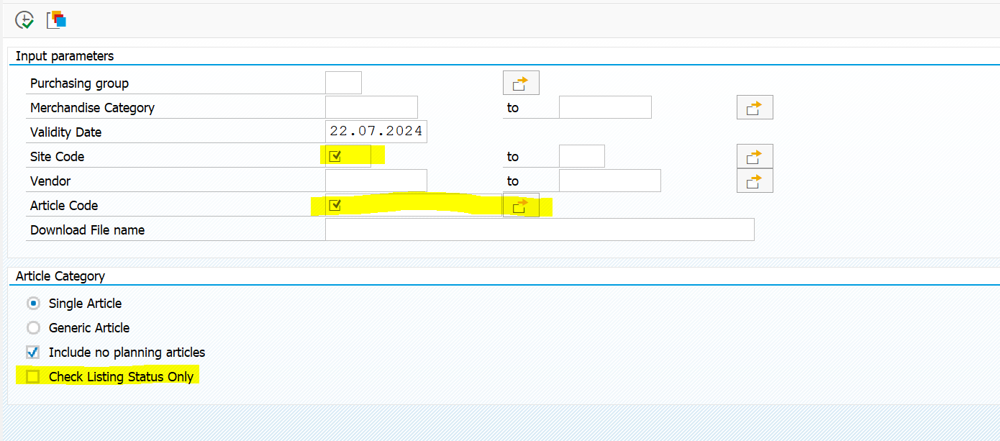 Input parameters
Purchasing group
Merchandise Category to
Validity Date 22.07.2024
Site Code to
Vendor to
Article Code
Download File name
Article Category
Single Article
Generic Article
Include no planning articles
Check Listing Status Only